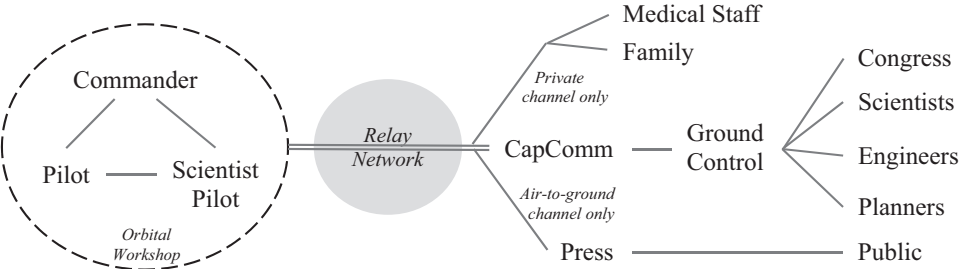 Commander
Pilot
Scientist
Pilot
Orbital
Workshop
Relay
Network
Medical Staff
Family
Private
channel only
CapComm
Ground
Control
Air-to-ground
channel only
Press
Congress
Scientists
Engineers
Planners
Public